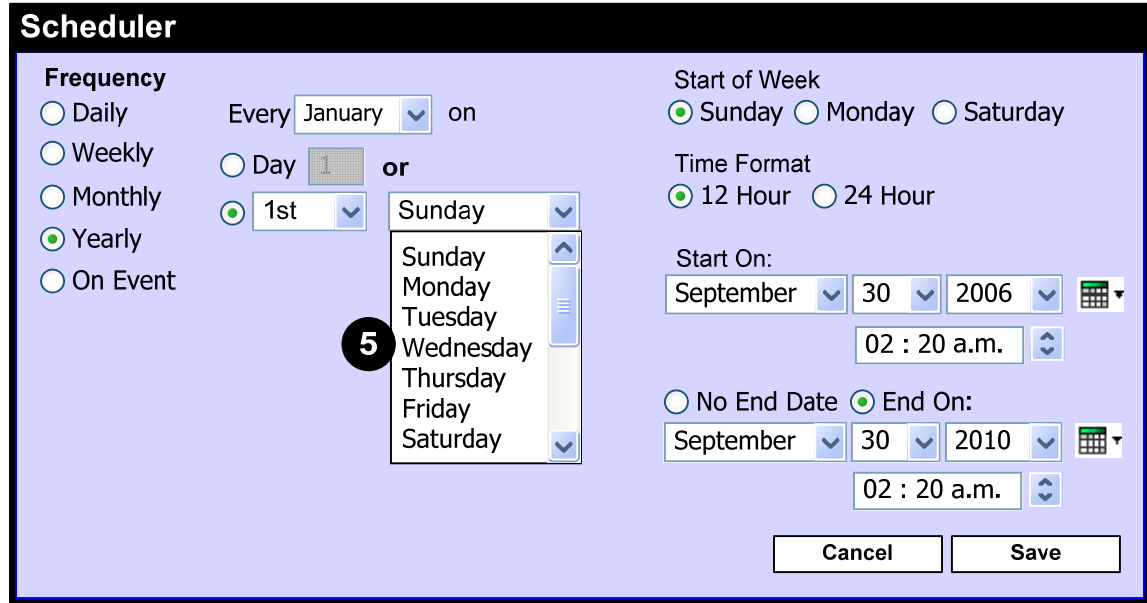 Scheduler
Frequency
Daily
Weekly
Monthly
Yearly
On Event
Every January on
Day 1 or
1st Sunday
Sunday
Monday
Tuesday
5 Wednesday
Thursday
Friday
Saturday
Start of Week
Sunday Monday Saturday
Time Format
12 Hour 24 Hour
Start On:
September 30 2006
02 : 20 a.m.
No End Date End On:
September 30 2010
02 : 20 a.m.
Cancel Save